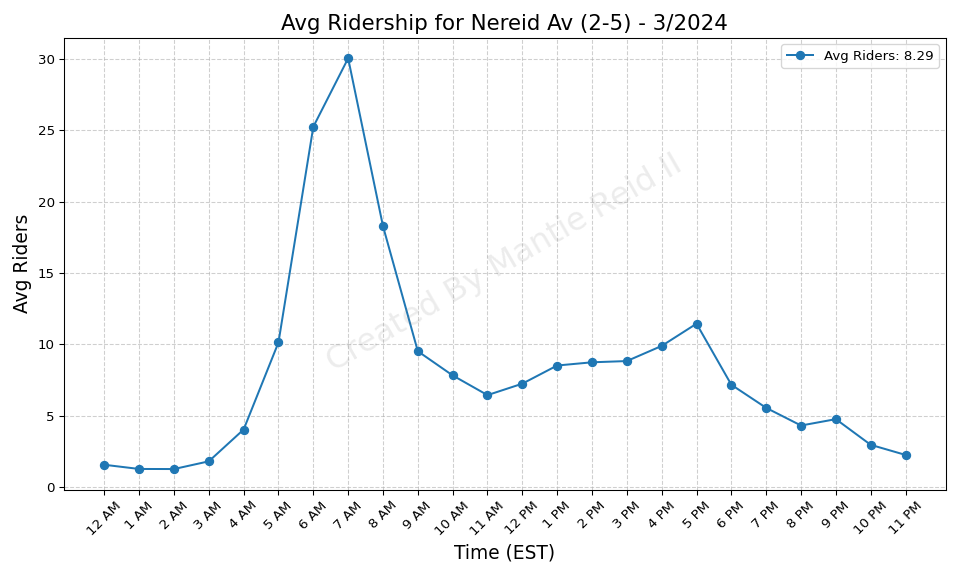 Avg Ridership for Nereid Av (2-5) - 3/2024
Avg Riders: 8.29
30
25
20
15
10
5
0
Avg Riders
Created By Mantie Reid II
12 AM
1 AM
2 AM
3 AM
4 AM
5 AM
6 AM
7 AM
8 AM
9 AM
10 AM
11 AM
12 PM
1 PM
2 PM
3 PM
4 PM
5 PM
6 PM
7 PM
8 PM
9 PM
10 PM
11 PM
Time (EST)